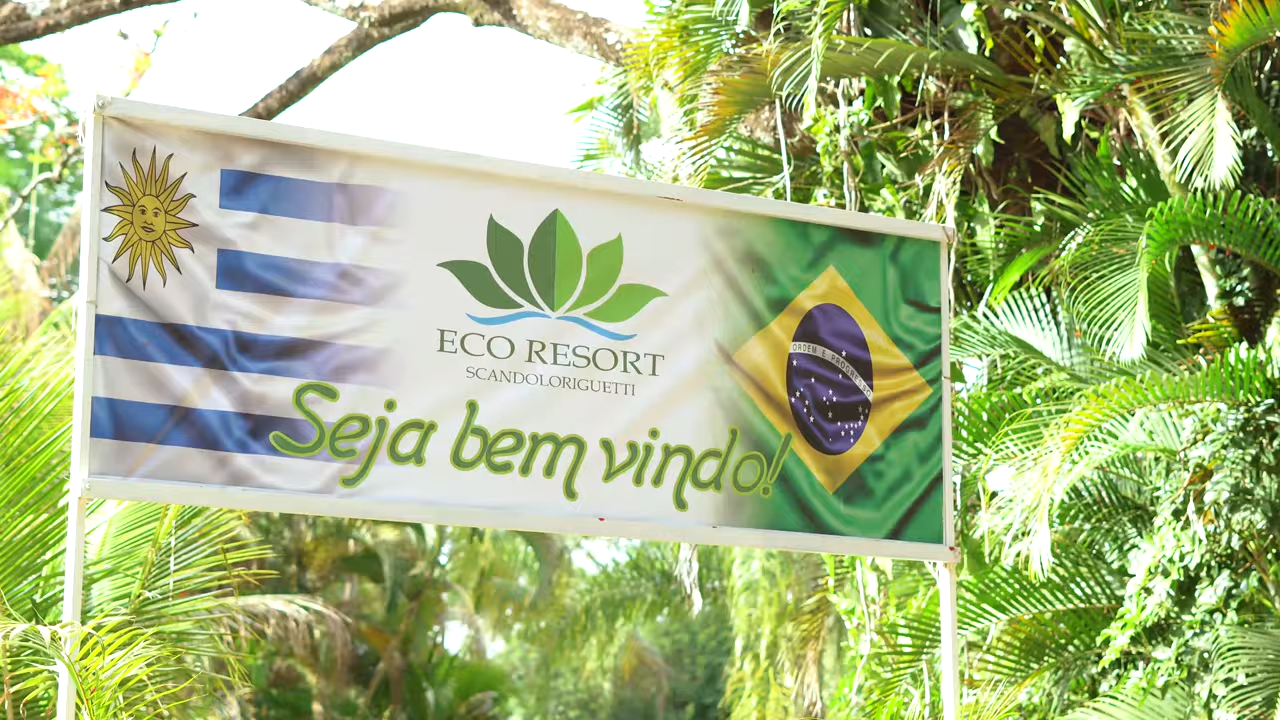 ECO RESORT
SCANDOLORIGUETTI
Seja bem vindo!
ORDEM E PROGRESSO